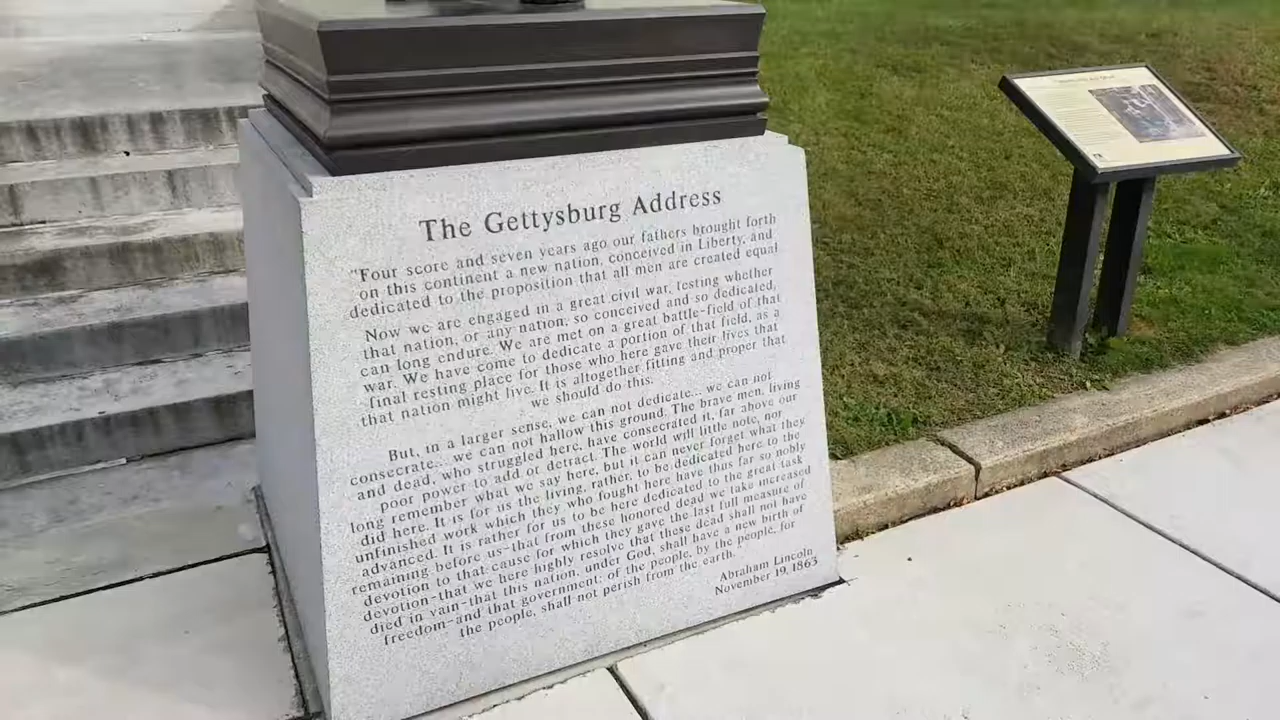 The Gettysburg Address
"Four score and seven years ago our fathers brought forth
on this continent a new nation, conceived in Liberty, and
dedicated to the proposition that all men are created equal
Now we are engaged in a great civil war, testing whether
that nation, or any nation, so conceived and so dedicated,
can long endure. We are met on a great battle-field of that
war. We have come to dedicate a portion of that field, as a
final resting place for those who here gave their lives that
that nation might live. It is altogether fitting and proper that
we should do this.
But, in a larger sense, we can not dedicate... we can not
consecrate... we can not hallow this ground. The brave men, living
and dead, who struggled here, have consecrated it, far above our
poor power to add or detract. The world will little note, nor
long remember what we say here, but it can never forget what they
did here. It is for us the living, rather, to be dedicated here to the
unfinished work which they who fought here have thus far so nobly
advanced. It is rather for us to be here dedicated to the great task
remaining before us-that from these honored dead we take increased
devotion to that cause for which they gave the last full measure of
devotion-that we here highly resolve that these dead shall not have
died in vain-that this nation, under God, shall have a new birth of
freedom-and that government: of the people, by the people, for
the people, shall not perish from the earth.
Abraham Lincoln
November 19, 1863